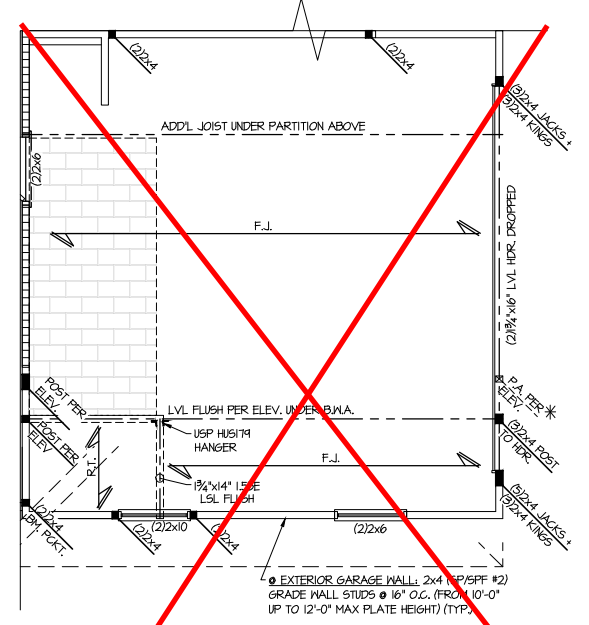 (2)2x4
(2)2x4
(3)2x4 JACKS +
(3)2x4 KINGS
ADD'L JOIST UNDER PARTITION ABOVE
(2)2x6
F.J.
(2)1¾"x16" LVL HDR. DROPPED
POST PER
ELEV.
P.A. PER
ELEV. *
LVL FLUSH PER ELEV. UNDER B.W.A.
POST PER
ELEV
USP HUS179
HANGER
(3)2x4 POST
TO HDR.
R.T.
F.J.
1¾"x14" 1.55E
LSL FLUSH
(2)2x4
BM. PCKT.
(2)2x4
(2)2x10
(2)2x4
(2)2x6
(5)2x4 JACKS +
(3)2x4 KINGS
@ EXTERIOR GARAGE WALL: 2x4 (SP/SPF #2)
GRADE WALL STUDS @ 16" O.C. (FROM 10'-0"
UP TO 12'-0" MAX PLATE HEIGHT) (TYP.)